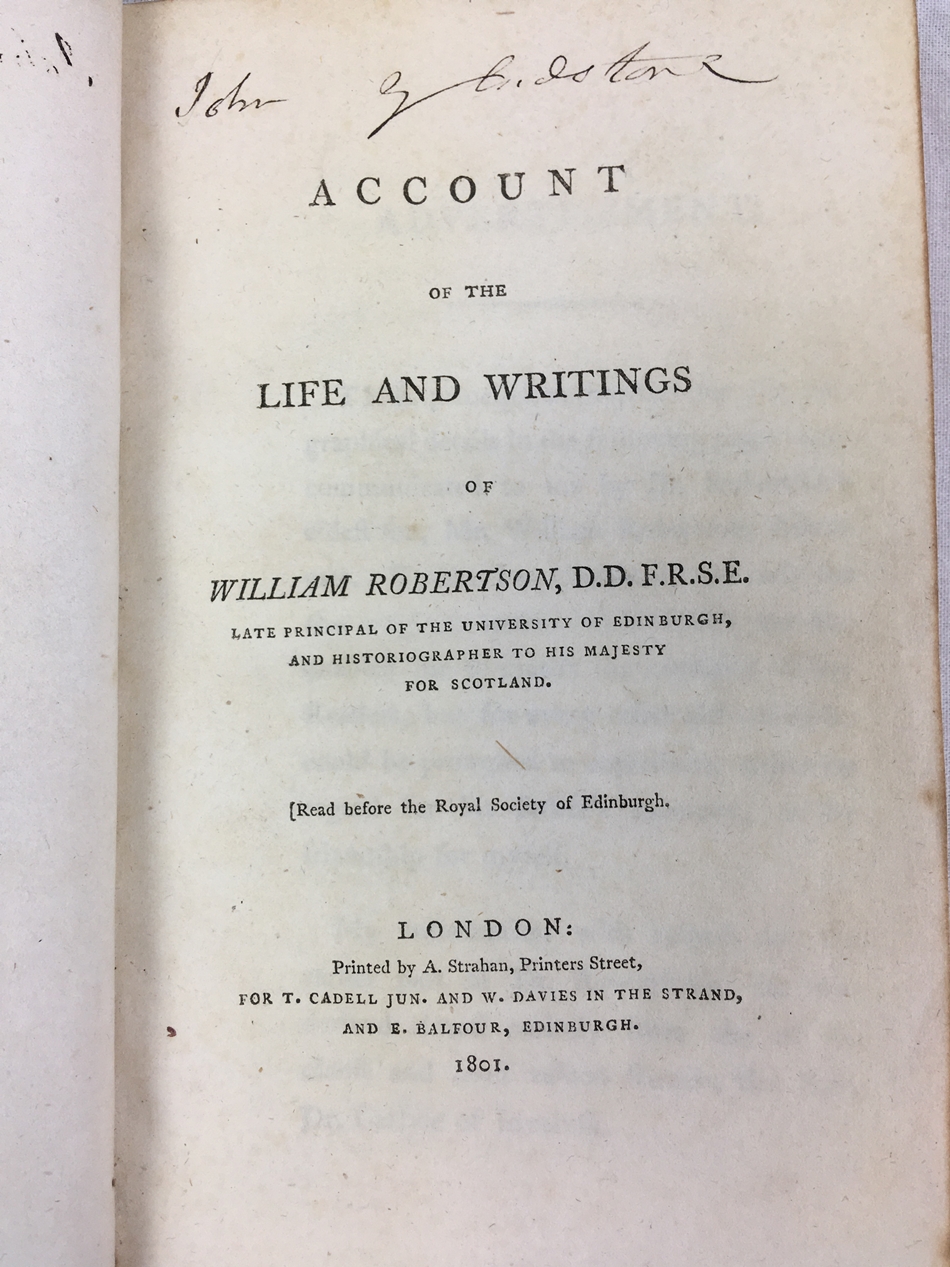 John Gladstone
ACCOUNT
OF THE
LIFE AND WRITINGS
OF
WILLIAM ROBERTSON, D.D. F.R.S.E.
LATE PRINCIPAL OF THE UNIVERSITY OF EDINBURGH,
AND HISTORIOGRAPHER TO HIS MAJESTY
FOR SCOTLAND.
[Read before the Royal Society of Edinburgh.
LONDON:
Printed by A. Strahan, Printers Street,
FOR T. CADELL JUN. AND W. DAVIES IN THE STRAND,
AND E. BALFOUR, EDINBURGH.
1801.